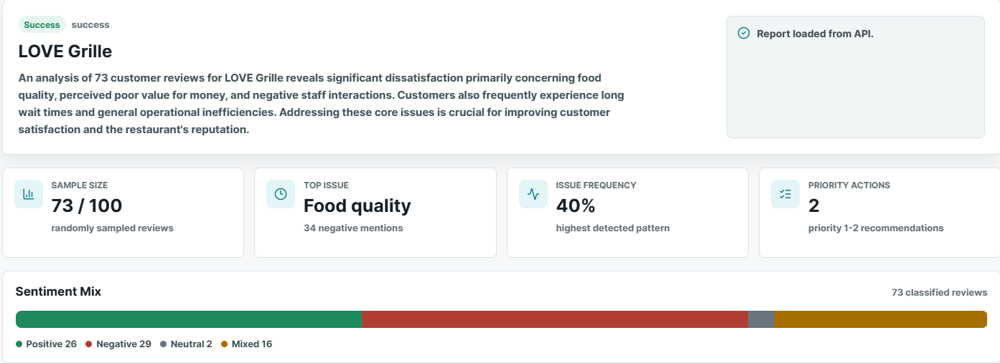 Success success
LOVE Grille
An analysis of 73 customer reviews for LOVE Grille reveals significant dissatisfaction primarily concerning food
quality, perceived poor value for money, and negative staff interactions. Customers also frequently experience long
wait times and general operational inefficiencies. Addressing these core issues is crucial for improving customer
satisfaction and the restaurant's reputation.
Report loaded from API.
SAMPLE SIZE
73 / 100
randomly sampled reviews
TOP ISSUE
Food quality
34 negative mentions
ISSUE FREQUENCY
40%
highest detected pattern
PRIORITY ACTIONS
2
priority 1-2 recommendations
Sentiment Mix
73 classified reviews
Positive 26 Negative 29 Neutral 2 Mixed 16